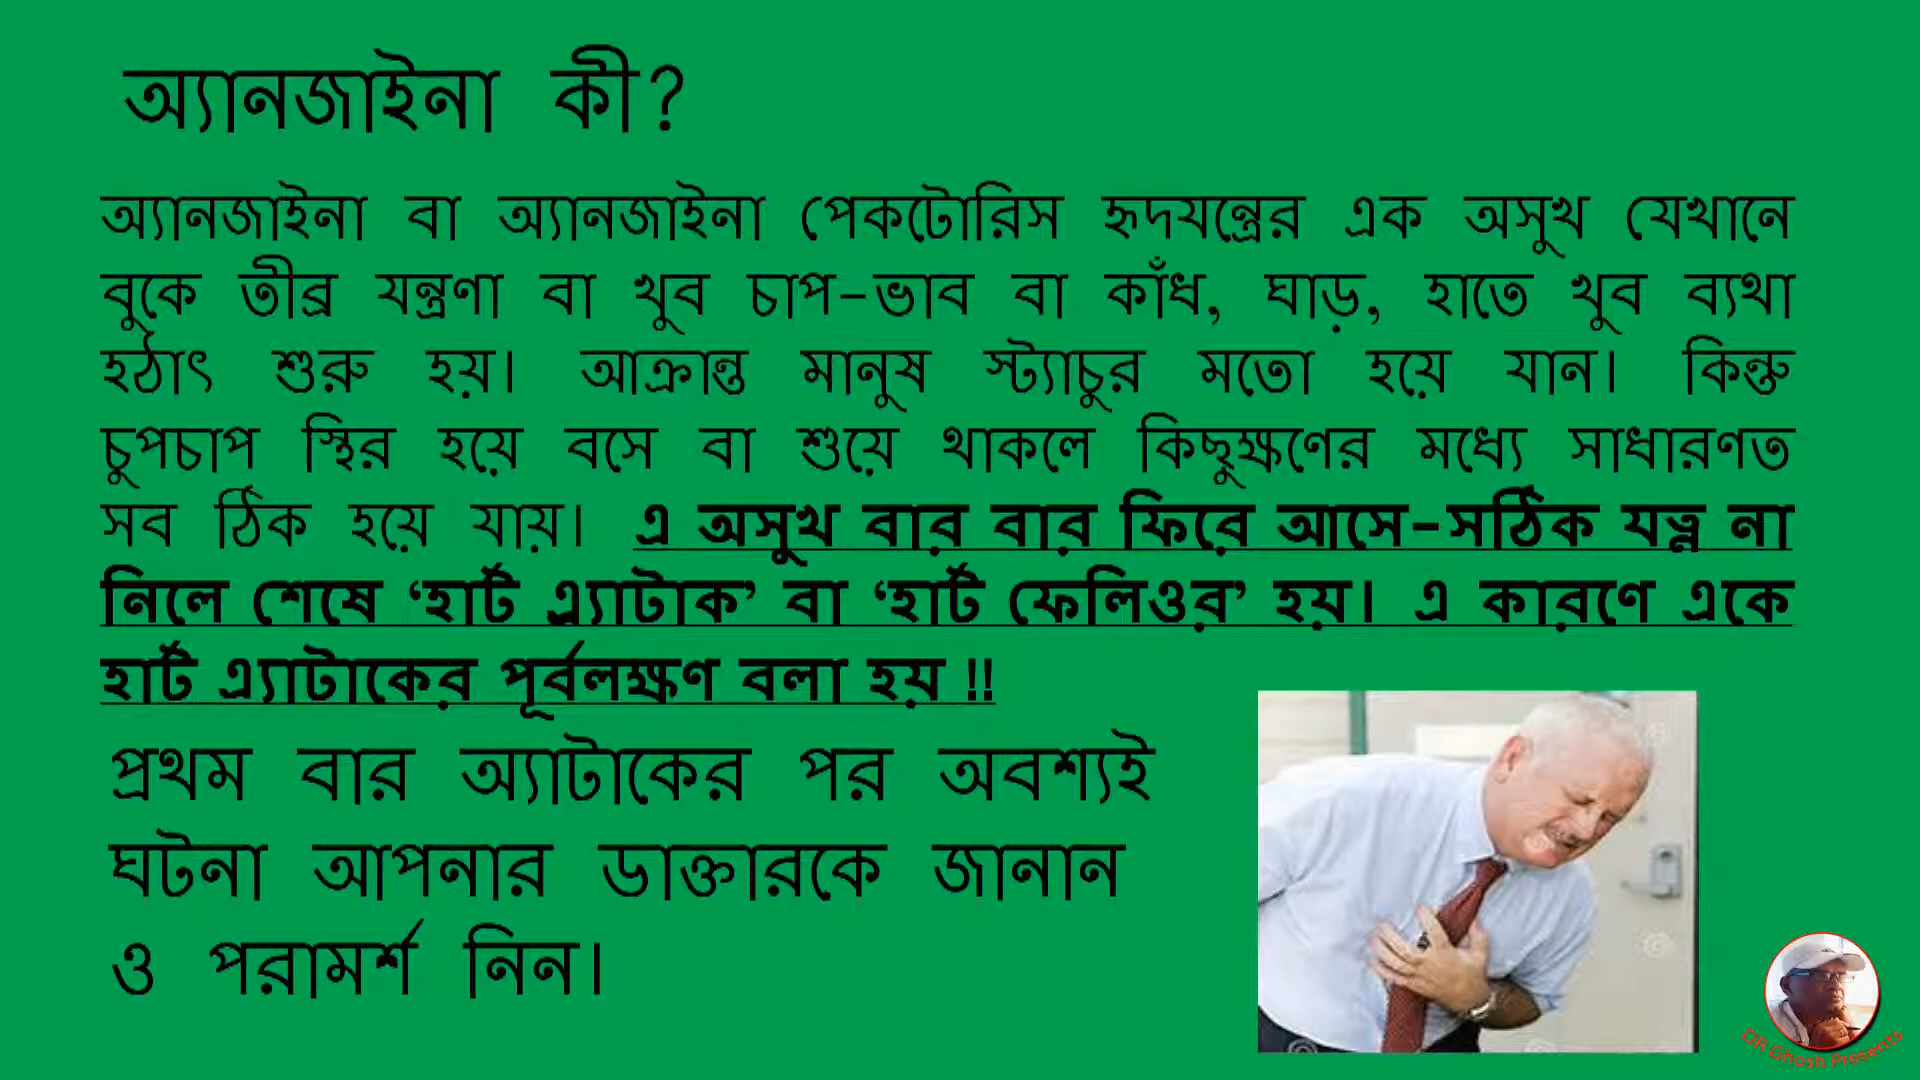 অ্যানজাইনা কী?
অ্যানজাইনা বা অ্যানজাইনা পেকটোরিস হৃদযন্ত্রের এক অসুখ যেখানে
বুকে তীব্র যন্ত্রণা বা খুব চাপ-ভাব বা কাঁধ, ঘাড়, হাতে খুব ব্যথা
হঠাৎ শুরু হয়। আক্রান্ত মানুষ স্ট্যাচুর মতো হয়ে যান। কিন্তু
চুপচাপ স্থির হয়ে বসে বা শুয়ে থাকলে কিছুক্ষণের মধ্যে সাধারণত
সব ঠিক হয়ে যায়। এ অসুখ বার বার ফিরে আসে-সঠিক যত্ন না
নিলে শেষে ‘হার্ট এ্যাটাক’ বা ‘হার্ট ফেলিওর’ হয়। এ কারণে একে
হার্ট এ্যাটাকের পূর্বলক্ষণ বলা হয় !!
প্রথম বার অ্যাটাকের পর অবশ্যই
ঘটনা আপনার ডাক্তারকে জানান
ও পরামর্শ নিন।
DR Ghosh Presents